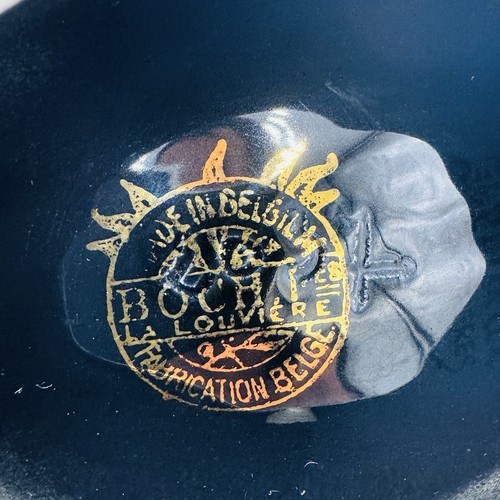 MADE IN BELGIUM
BOCH
LA LOUVIÈRE
FABRICATION BELGE